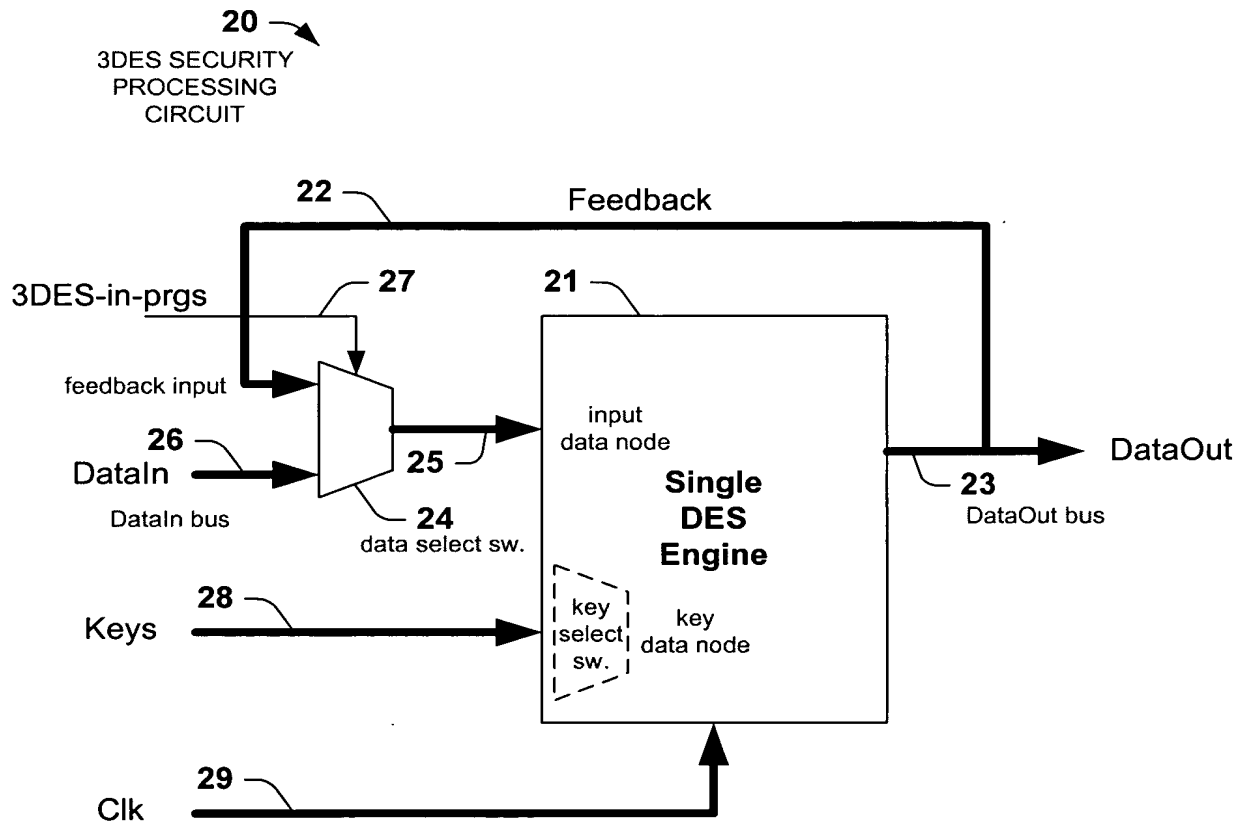 20
3DES SECURITY
PROCESSING
CIRCUIT
22
Feedback
3DES-in-prgs
27
21
feedback input
input
data node
26
DataIn
DataIn bus
25
24
data select sw.
Single
DES
Engine
DataOut
23
DataOut bus
28
Keys
key
select
sw.
key
data node
29
Clk